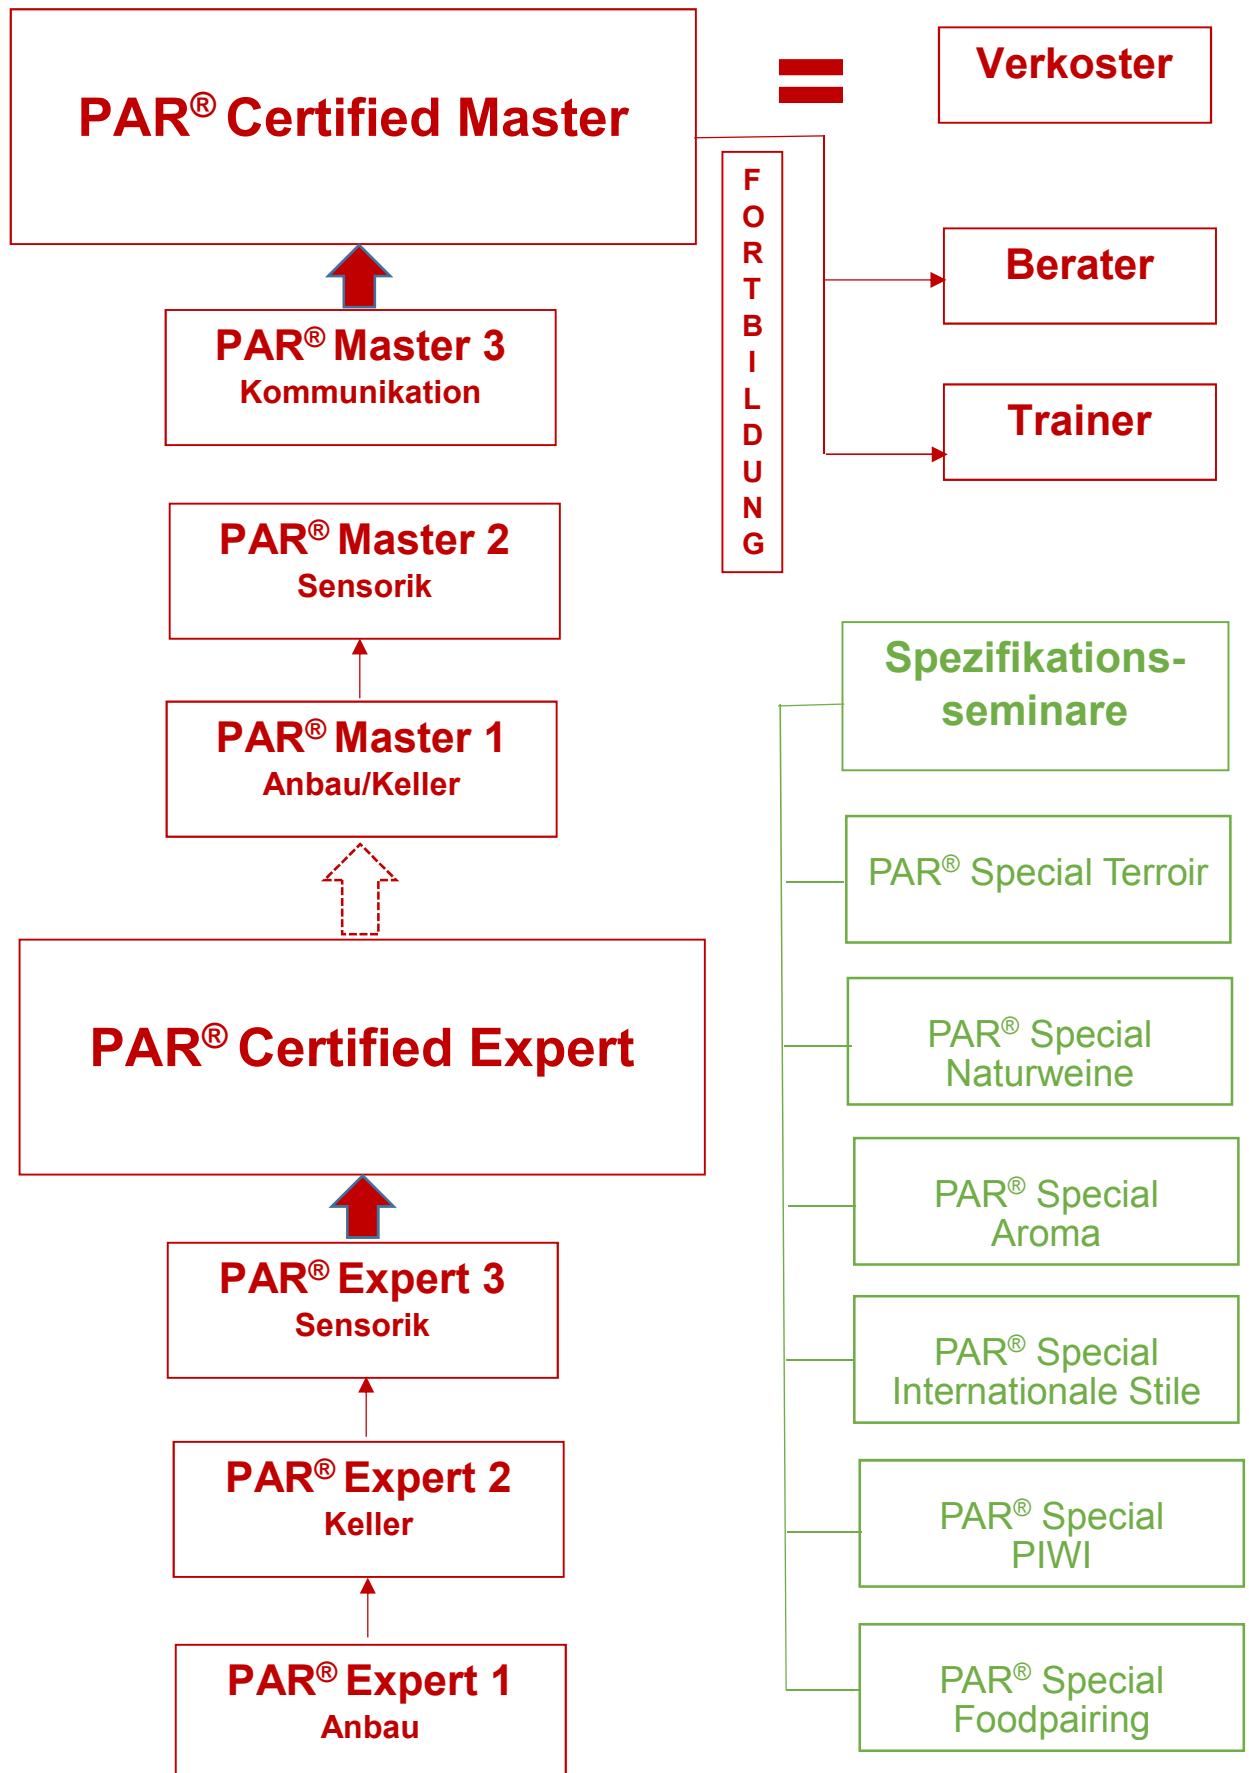 PAR® Certified Master
Verkoster
F
O
R
T
B
I
L
D
U
N
G
Berater
Trainer
PAR® Master 3
Kommunikation
PAR® Master 2
Sensorik
PAR® Master 1
Anbau/Keller
PAR® Certified Expert
PAR® Expert 3
Sensorik
PAR® Expert 2
Keller
PAR® Expert 1
Anbau
Spezifikations-
seminare
PAR® Special Terroir
PAR® Special
Naturweine
PAR® Special
Aroma
PAR® Special
Internationale Stile
PAR® Special
PIWI
PAR® Special
Foodpairing